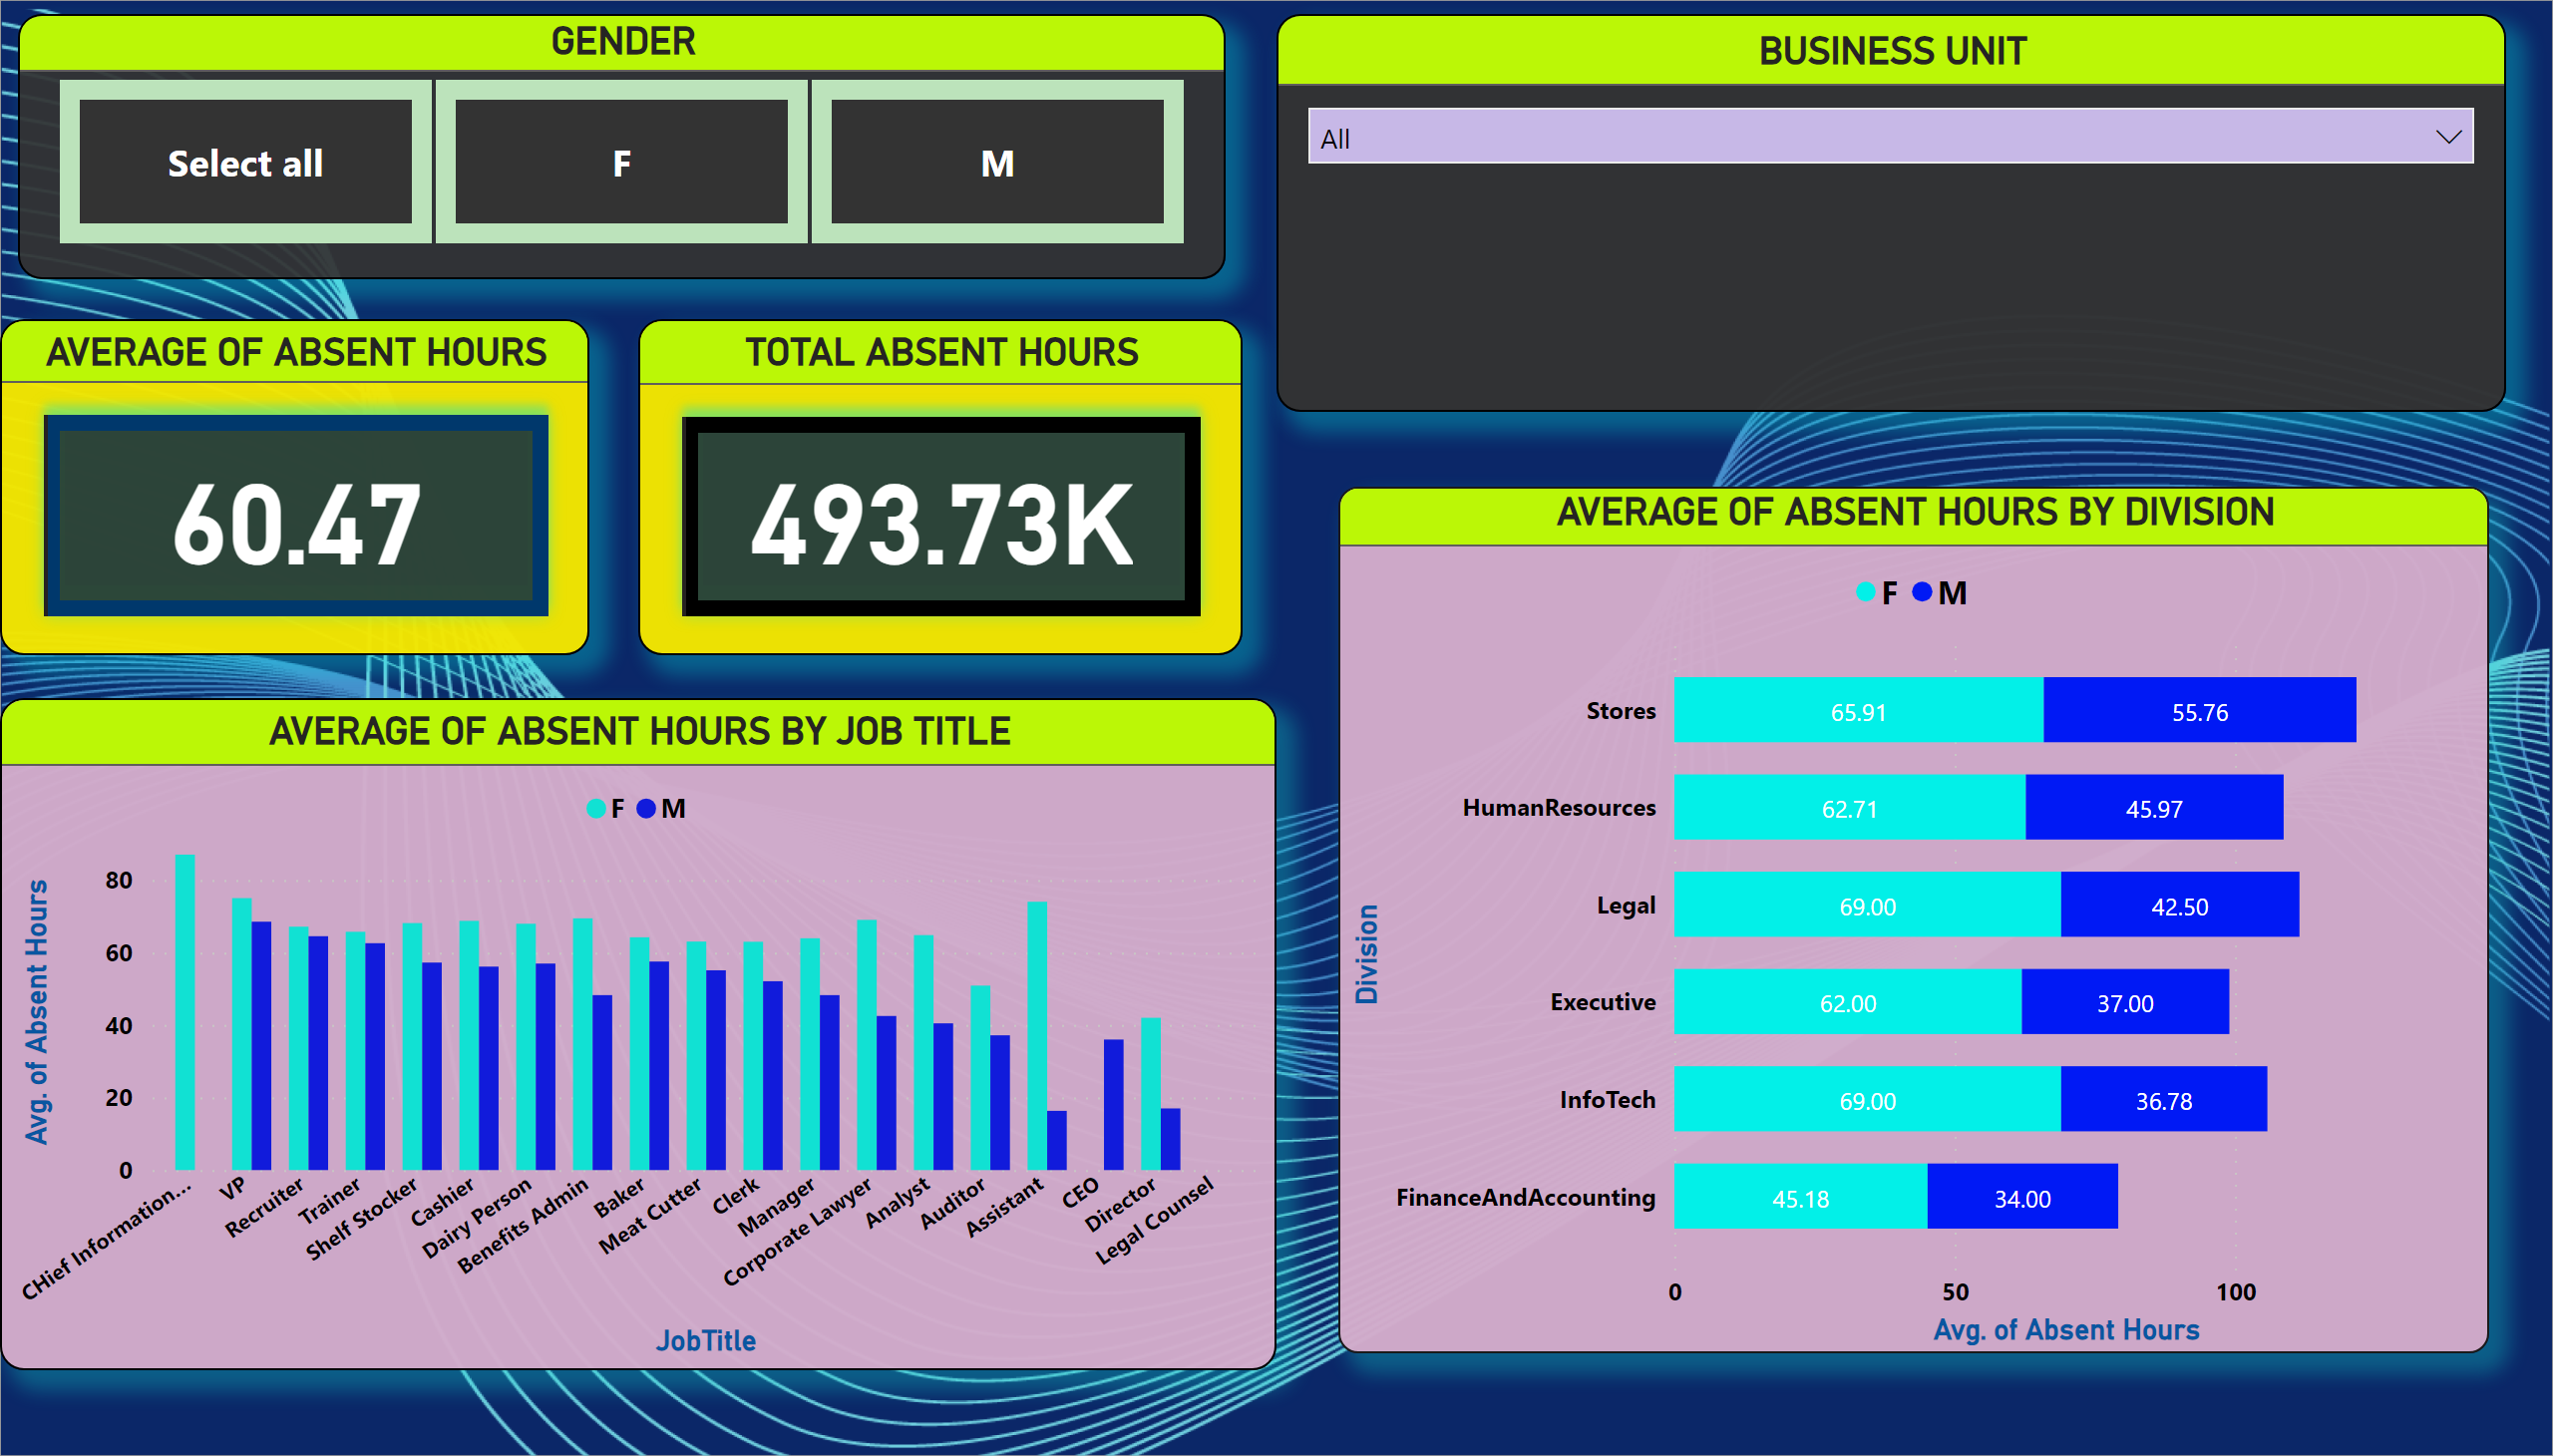 GENDER
Select all
F
M
BUSINESS UNIT
All
AVERAGE OF ABSENT HOURS
60.47
TOTAL ABSENT HOURS
493.73K
AVERAGE OF ABSENT HOURS BY JOB TITLE
F M
Avg. of Absent Hours
80
60
40
20
0
CHief Information...
VP
Recruiter
Trainer
Shelf Stocker
Cashier
Dairy Person
Benefits Admin
Baker
Meat Cutter
Clerk
Manager
Corporate Lawyer
Analyst
Auditor
Assistant
CEO
Director
Legal Counsel
JobTitle
AVERAGE OF ABSENT HOURS BY DIVISION
F M
Division
Stores 65.91 55.76
HumanResources 62.71 45.97
Legal 69.00 42.50
Executive 62.00 37.00
InfoTech 69.00 36.78
FinanceAndAccounting 45.18 34.00
0 50 100
Avg. of Absent Hours